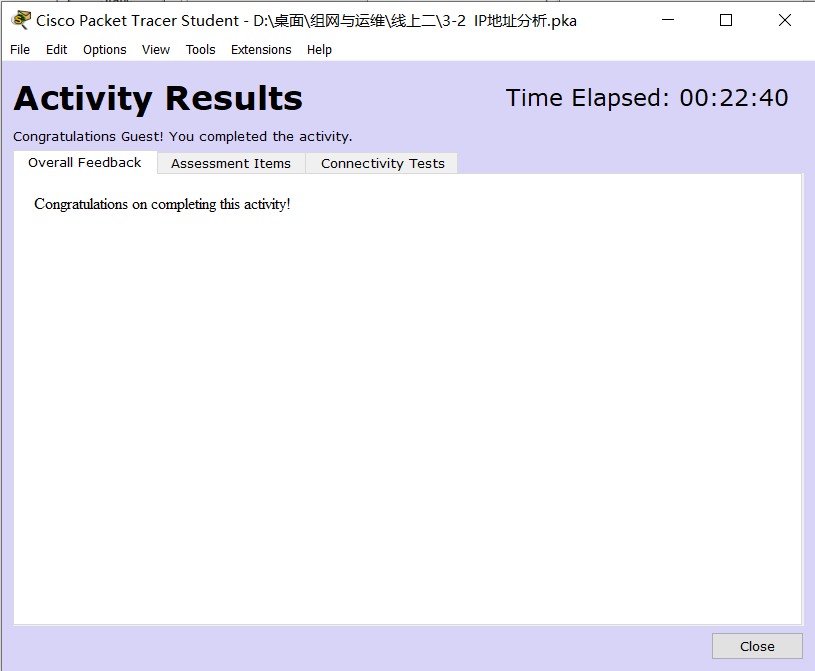 Cisco Packet Tracer Student - D:\桌面\组网与运维\线上二\3-2  IP地址分析.pka
File Edit Options View Tools Extensions Help
Activity Results
Time Elapsed: 00:22:40
Congratulations Guest! You completed the activity.
Overall Feedback Assessment Items Connectivity Tests
Congratulations on completing this activity!
Close